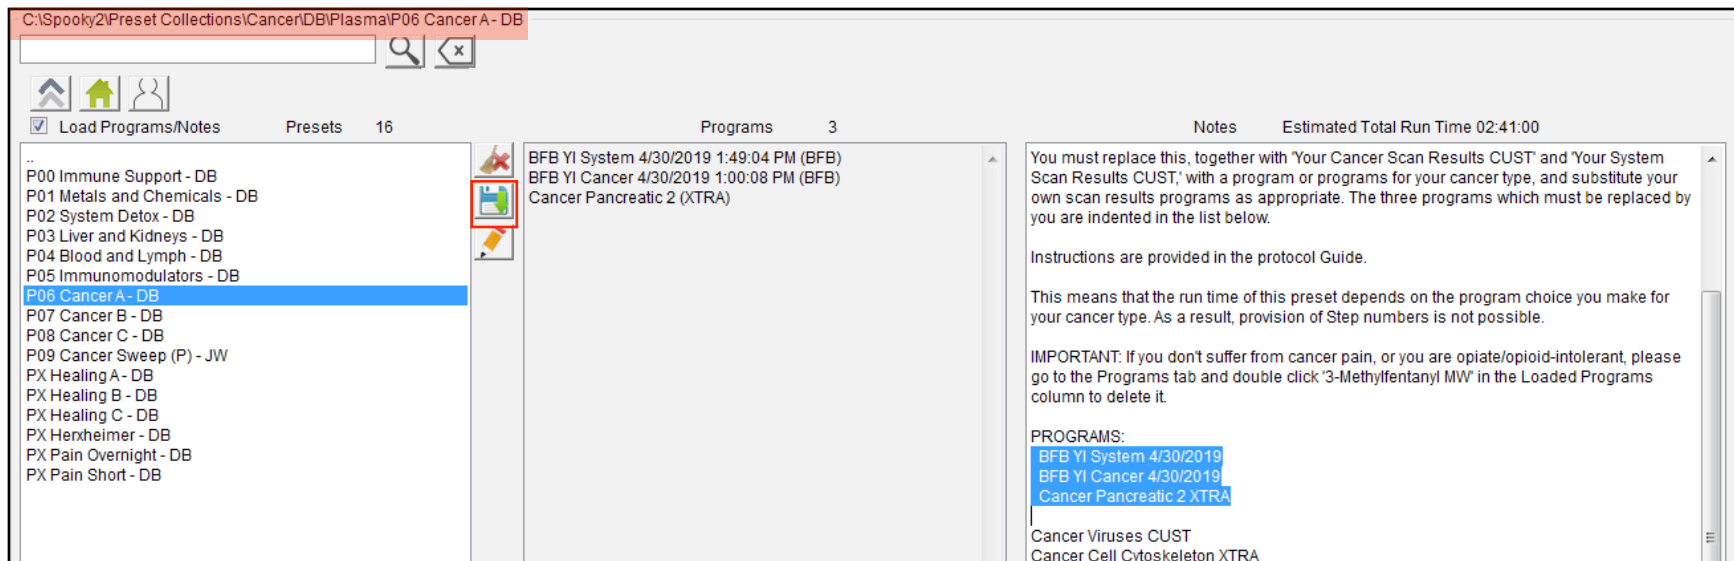 C:\Spooky2\Preset Collections\Cancer\DB\Plasma\P06 Cancer A - DB
Load Programs/Notes Presets 16
..
P00 Immune Support - DB
P01 Metals and Chemicals - DB
P02 System Detox - DB
P03 Liver and Kidneys - DB
P04 Blood and Lymph - DB
P05 Immunomodulators - DB
P06 Cancer A - DB
P07 Cancer B - DB
P08 Cancer C - DB
P09 Cancer Sweep (P) - JW
PX Healing A - DB
PX Healing B - DB
PX Healing C - DB
PX Herxheimer - DB
PX Pain Overnight - DB
PX Pain Short - DB
Programs 3
BFB YI System 4/30/2019 1:49:04 PM (BFB)
BFB YI Cancer 4/30/2019 1:00:08 PM (BFB)
Cancer Pancreatic 2 (XTRA)
Notes Estimated Total Run Time 02:41:00
You must replace this, together with 'Your Cancer Scan Results CUST' and 'Your System
Scan Results CUST,' with a program or programs for your cancer type, and substitute your
own scan results programs as appropriate. The three programs which must be replaced by
you are indented in the list below.
Instructions are provided in the protocol Guide.
This means that the run time of this preset depends on the program choice you make for
your cancer type. As a result, provision of Step numbers is not possible.
IMPORTANT: If you don't suffer from cancer pain, or you are opiate/opioid-intolerant, please
go to the Programs tab and double click '3-Methylfentanyl MW' in the Loaded Programs
column to delete it.
PROGRAMS:
BFB YI System 4/30/2019
BFB YI Cancer 4/30/2019
Cancer Pancreatic 2 XTRA
Cancer Viruses CUST
Cancer Cell Cytoskeleton XTRA